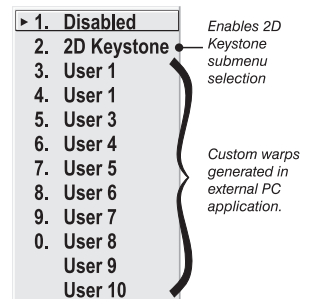 ▸ 1. Disabled
2. 2D Keystone
3. User 1
4. User 1
5. User 3
6. User 4
7. User 5
8. User 6
9. User 7
0. User 8
User 9
User 10
Enables 2D
Keystone
submenu
selection
Custom warps
generated in
external PC
application.